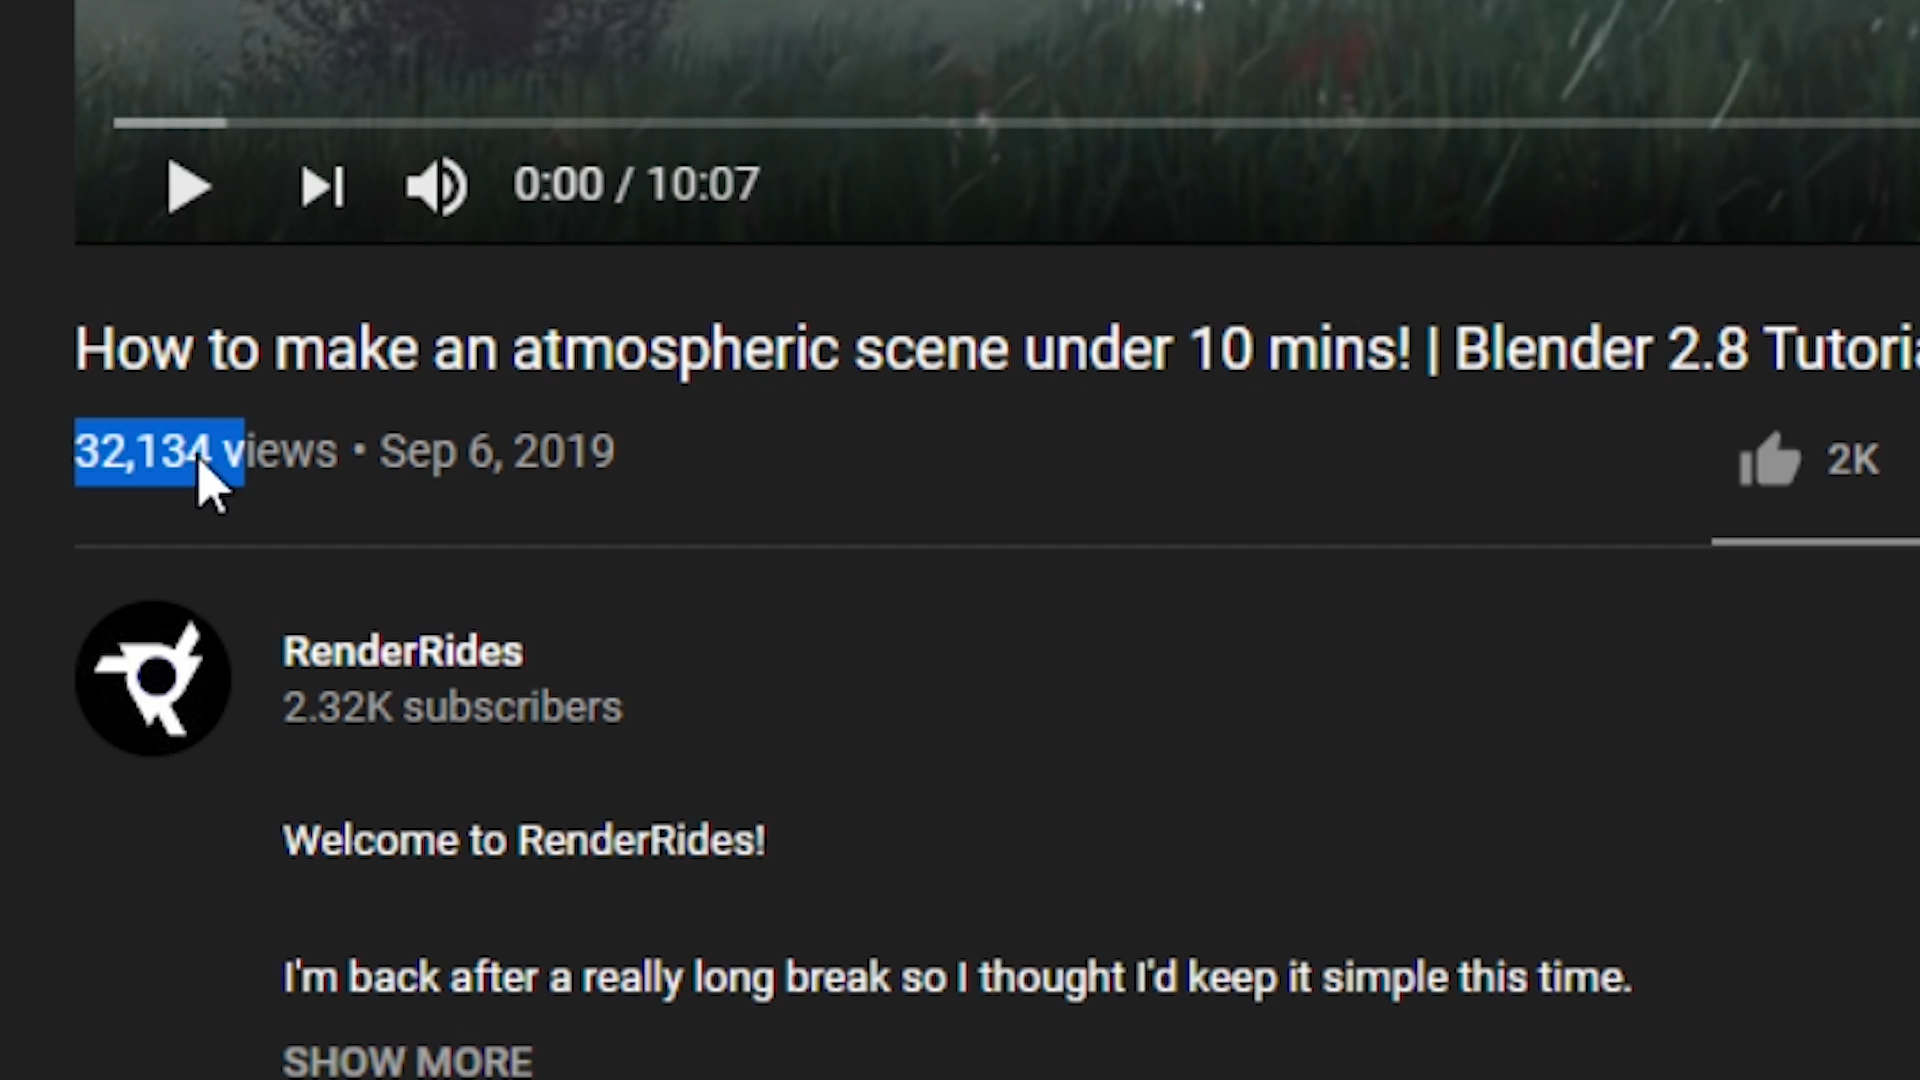 0:00 / 10:07
How to make an atmospheric scene under 10 mins! | Blender 2.8 Tutoria
32,134 views • Sep 6, 2019
2K
RenderRides
2.32K subscribers
Welcome to RenderRides!
I'm back after a really long break so I thought I'd keep it simple this time.
SHOW MORE